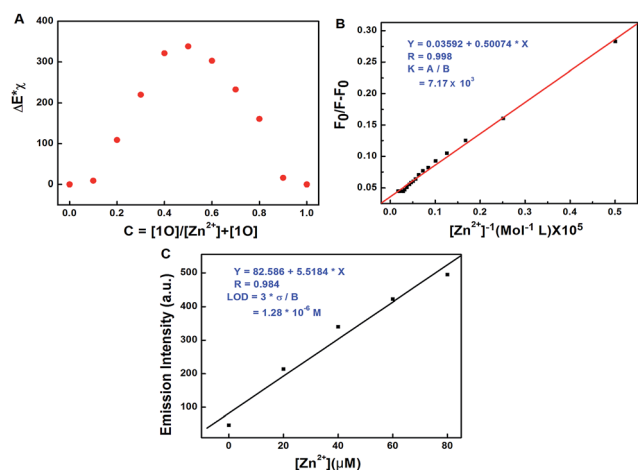 A
400
300
200
100
0
ΔE*χ
0.0 0.2 0.4 0.6 0.8 1.0
C = [1O]/[Zn²⁺]+[1O]
B
0.30
0.25
0.20
0.15
0.10
0.05
F₀/F-F₀
Y = 0.03592 + 0.50074 * X
R = 0.998
K = A / B
= 7.17 x 10³
0.0 0.1 0.2 0.3 0.4 0.5
[Zn²⁺]⁻¹(Mol⁻¹ L)X10⁵
C
500
400
300
200
100
Emission Intensity (a.u.)
Y = 82.586 + 5.5184 * X
R = 0.984
LOD = 3 * σ / B
= 1.28 * 10⁻⁶ M
0 20 40 60 80
[Zn²⁺](μM)